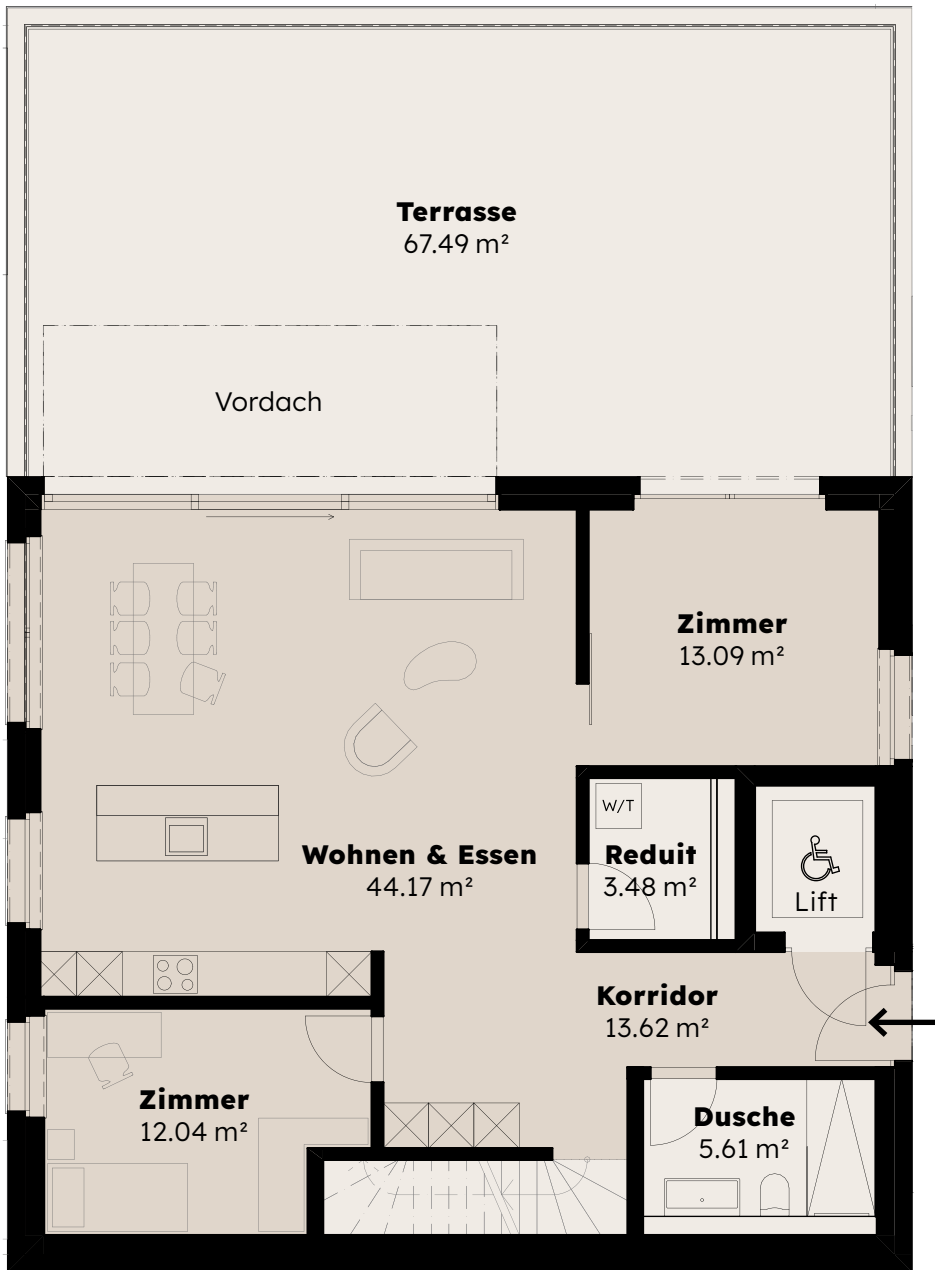 Terrasse
67.49 m²
Vordach
Zimmer
13.09 m²
W/T
Wohnen & Essen
44.17 m²
Reduit
3.48 m²
Lift
Korridor
13.62 m²
Zimmer
12.04 m²
Dusche
5.61 m²